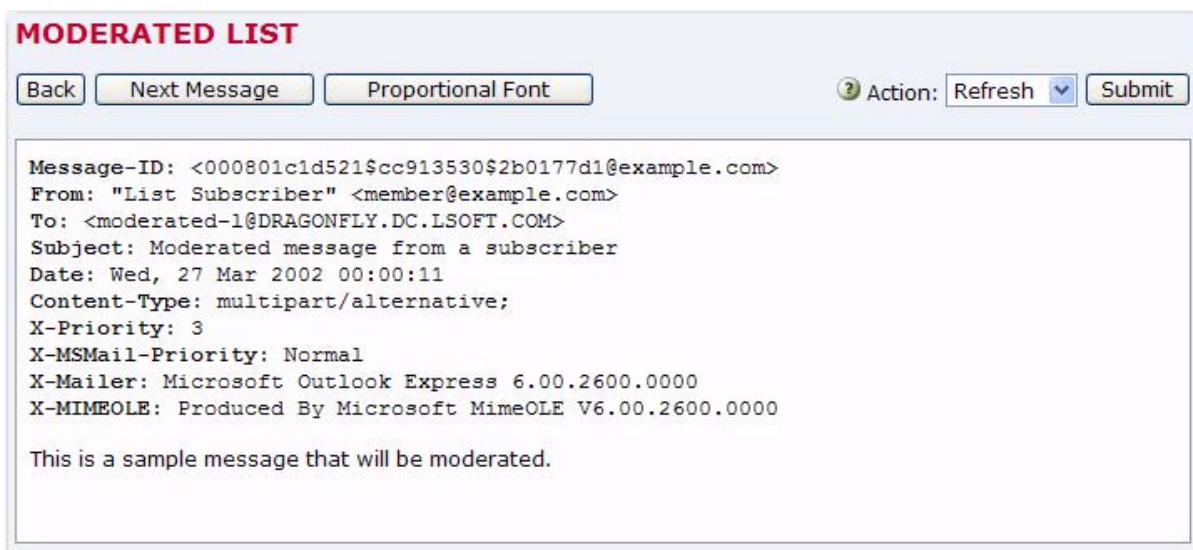 MODERATED LIST
Back Next Message Proportional Font ? Action: Refresh Submit
Message-ID: <000801c1d521$cc913530$2b0177d1@example.com>
From: "List Subscriber" <member@example.com>
To: <moderated-l@DRAGONFLY.DC.LSOFT.COM>
Subject: Moderated message from a subscriber
Date: Wed, 27 Mar 2002 00:00:11
Content-Type: multipart/alternative;
X-Priority: 3
X-MSMail-Priority: Normal
X-Mailer: Microsoft Outlook Express 6.00.2600.0000
X-MIMEOLE: Produced By Microsoft MimeOLE V6.00.2600.0000
This is a sample message that will be moderated.